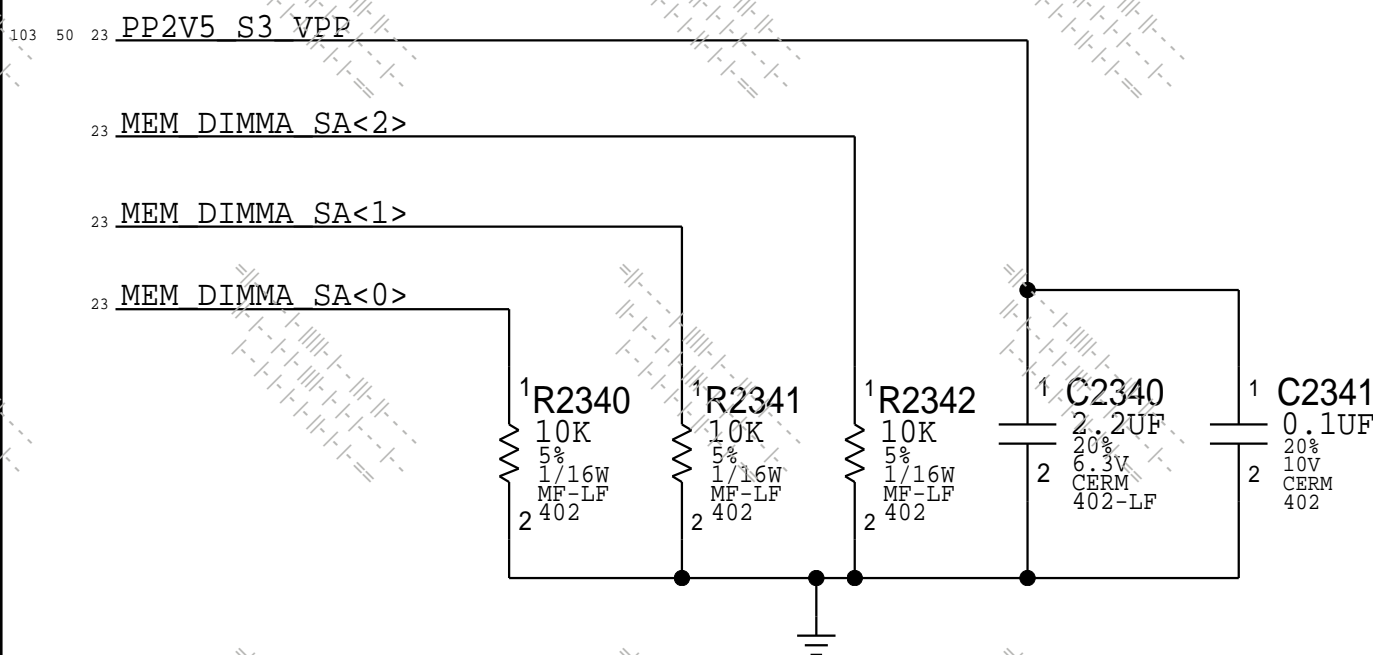 103 50 23 PP2V5_S3_VPP
23 MEM_DIMMA_SA<2>
23 MEM_DIMMA_SA<1>
23 MEM_DIMMA_SA<0>
1 R2340
10K
5%
1/16W
MF-LF
402
2
1 R2341
10K
5%
1/16W
MF-LF
402
2
1 R2342
10K
5%
1/16W
MF-LF
402
2
1 C2340
2.2UF
20%
6.3V
CERM
402-LF
2
1 C2341
0.1UF
20%
10V
CERM
402
2